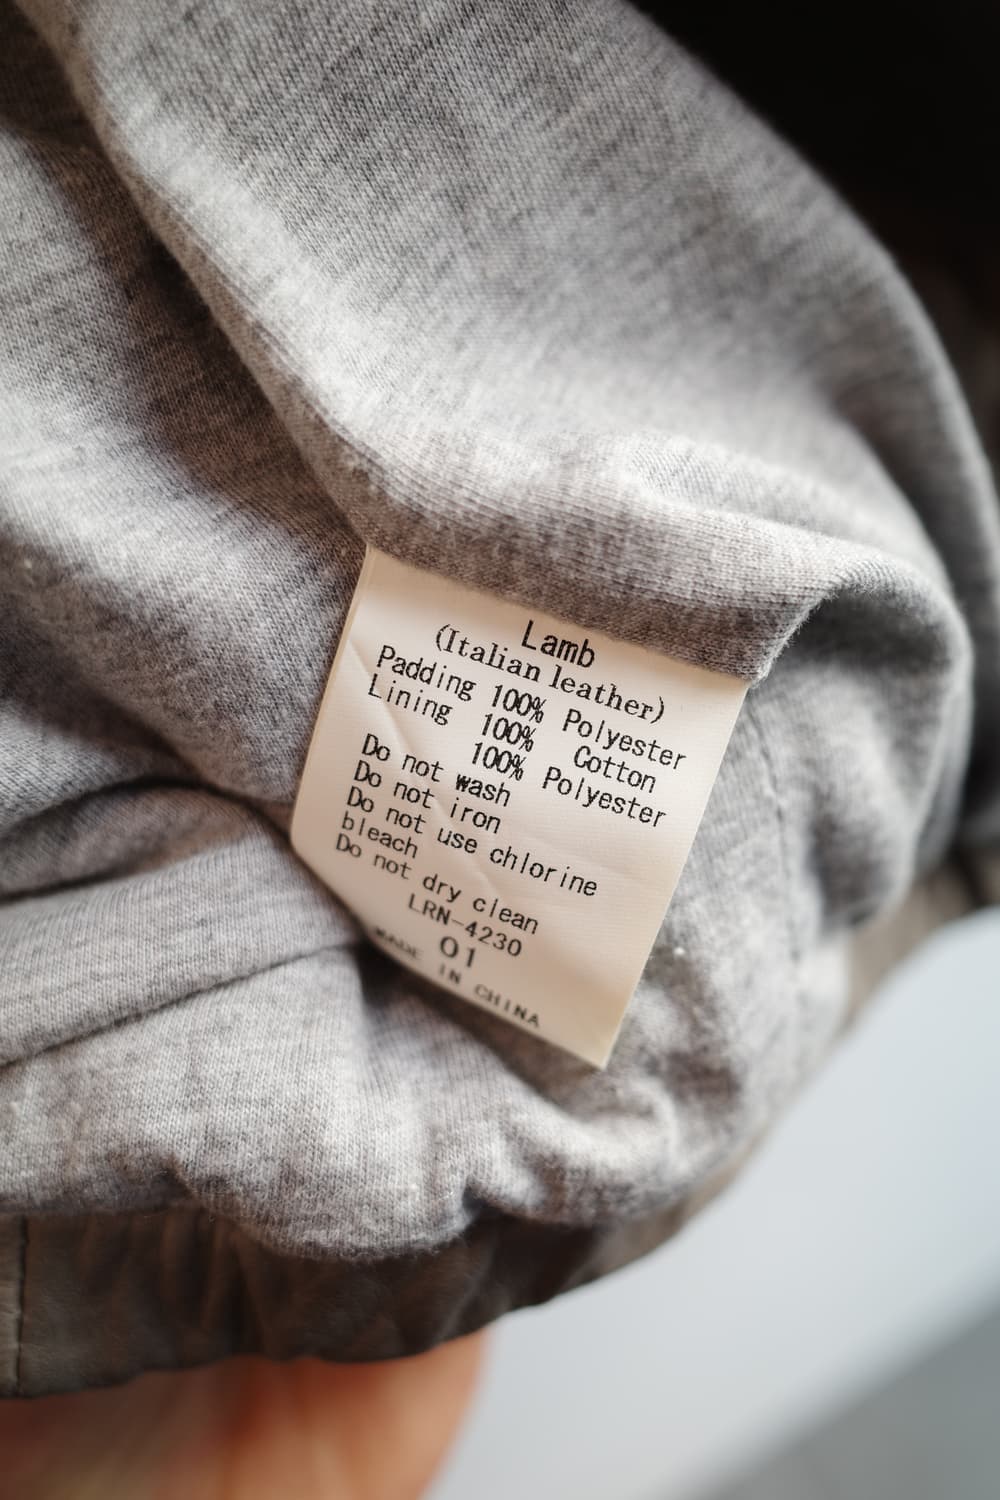 Lamb
(Italian leather)
Padding 100% Polyester
Lining 100% Cotton
100% Polyester
Do not wash
Do not iron
Do not use chlorine
bleach
Do not dry clean
LRN-4230
01
MADE IN CHINA